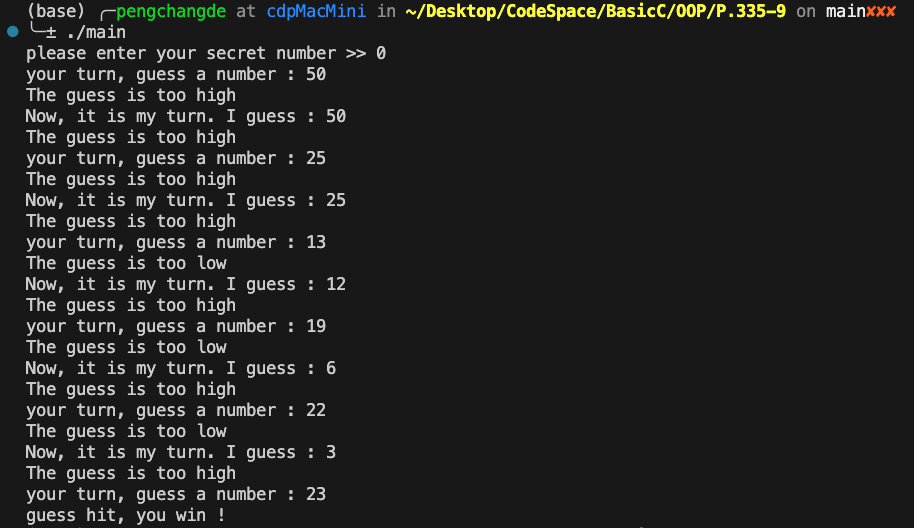 (base) ╭─pengchangde at cdpMacMini in ~/Desktop/CodeSpace/BasicC/OOP/P.335-9 on main✘✘✘
╰─± ./main
please enter your secret number >> 0
your turn, guess a number : 50
The guess is too high
Now, it is my turn. I guess : 50
The guess is too high
your turn, guess a number : 25
The guess is too high
Now, it is my turn. I guess : 25
The guess is too high
your turn, guess a number : 13
The guess is too low
Now, it is my turn. I guess : 12
The guess is too high
your turn, guess a number : 19
The guess is too low
Now, it is my turn. I guess : 6
The guess is too high
your turn, guess a number : 22
The guess is too low
Now, it is my turn. I guess : 3
The guess is too high
your turn, guess a number : 23
guess hit, you win !